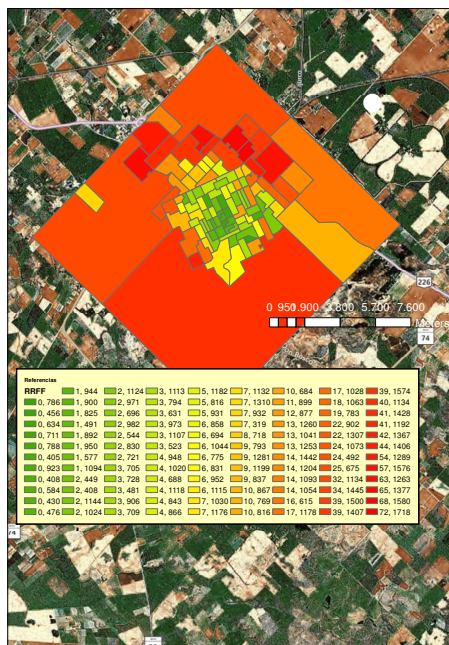 226
0 950 1.900 3.800 5.700 7.600
Meters
74
Referencias
RRFF 1, 944 2, 1124 3, 1113 5, 1182 7, 1132 10, 684 17, 1028 39, 1574
0, 786 1, 900 2, 971 3, 794 5, 816 7, 1310 11, 899 18, 1063 40, 1134
0, 456 1, 825 2, 696 3, 631 5, 931 7, 932 12, 877 19, 783 41, 1428
0, 634 1, 491 2, 982 3, 973 6, 858 7, 319 13, 1260 22, 902 41, 1192
0, 711 1, 892 2, 544 3, 1107 6, 694 8, 718 13, 1041 22, 1307 42, 1367
0, 788 1, 950 2, 830 3, 523 6, 1044 9, 793 13, 1253 24, 492 44, 1406
0, 405 1, 577 2, 721 4, 948 6, 775 9, 1281 14, 1442 24, 1073 54, 1289
0, 923 1, 1094 3, 705 4, 1020 6, 831 9, 1199 14, 1204 25, 675 57, 1576
0, 408 2, 449 3, 728 4, 688 6, 952 9, 837 14, 1093 32, 1134 63, 1263
0, 584 2, 408 3, 481 4, 1118 6, 1115 10, 867 14, 1054 34, 1445 65, 1377
0, 430 2, 1144 3, 906 4, 843 7, 1030 10, 769 16, 615 39, 1500 68, 1580
0, 476 2, 1024 3, 709 4, 866 7, 1176 10, 816 17, 1178 39, 1407 72, 1718
74